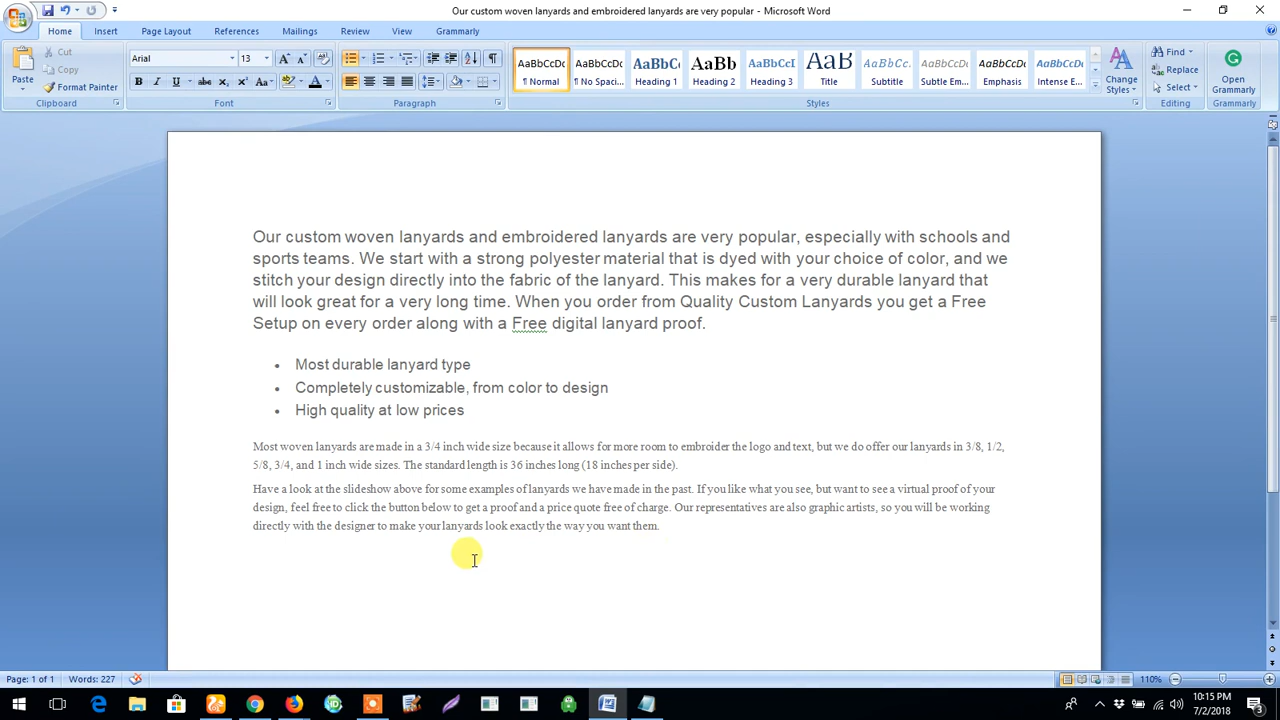 Our custom woven lanyards and embroidered lanyards are very popular - Microsoft Word
Home Insert Page Layout References Mailings Review View Grammarly
Cut
Copy
Format Painter
Paste
Clipboard
Arial 13
Font
Paragraph
AaBbCcDc AaBbCcDc AaBbC AaBb AaBbCcI AaB AaBbCc. AaBbCcDc AaBbCcDc AaBbCcDc
¶ Normal ¶ No Spaci... Heading 1 Heading 2 Heading 3 Title Subtitle Subtle Em... Emphasis Intense E...
Styles
Change
Styles
Find
Replace
Select
Editing
Open
Grammarly
Grammarly
Our custom woven lanyards and embroidered lanyards are very popular, especially with schools and
sports teams. We start with a strong polyester material that is dyed with your choice of color, and we
stitch your design directly into the fabric of the lanyard. This makes for a very durable lanyard that
will look great for a very long time. When you order from Quality Custom Lanyards you get a Free
Setup on every order along with a Free digital lanyard proof.
• Most durable lanyard type
• Completely customizable, from color to design
• High quality at low prices
Most woven lanyards are made in a 3/4 inch wide size because it allows for more room to embroider the logo and text, but we do offer our lanyards in 3/8, 1/2,
5/8, 3/4, and 1 inch wide sizes. The standard length is 36 inches long (18 inches per side).
Have a look at the slideshow above for some examples of lanyards we have made in the past. If you like what you see, but want to see a virtual proof of your
design, feel free to click the button below to get a proof and a price quote free of charge. Our representatives are also graphic artists, so you will be working
directly with the designer to make your lanyards look exactly the way you want them.
Page: 1 of 1 Words: 227 110%
10:15 PM
7/2/2018